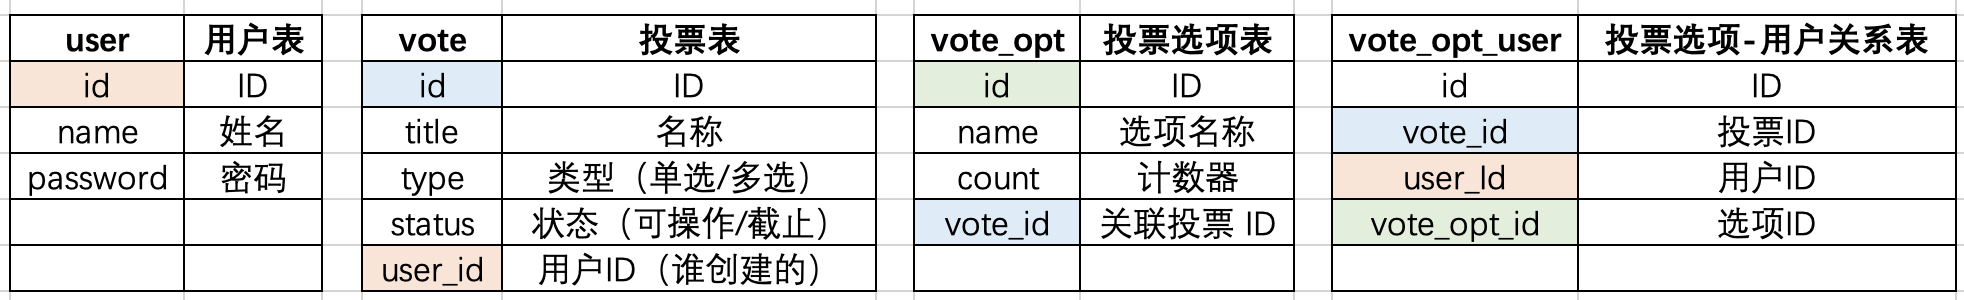 user 用户表 vote 投票表 vote_opt 投票选项表 vote_opt_user 投票选项-用户关系表
id ID id ID id ID id ID
name 姓名 title 名称 name 选项名称 vote_id 投票ID
password 密码 type 类型（单选/多选） count 计数器 user_Id 用户ID
status 状态（可操作/截止） vote_id 关联投票 ID vote_opt_id 选项ID
user_id 用户ID（谁创建的）